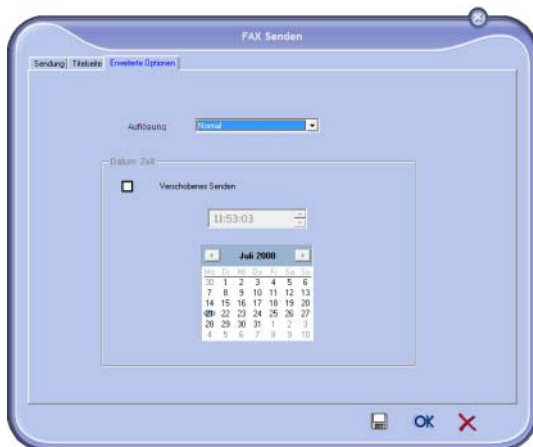 FAX Senden
Sendung Titelseite Erweiterte Optionen
Auflösung Normal
Datum Zeit
Verschobenes Senden
11:53:03
Juli 2008
Mo Di Mi Do Fr Sa So
30 1 2 3 4 5 6
7 8 9 10 11 12 13
14 15 16 17 18 19 20
21 22 23 24 25 26 27
28 29 30 31 1 2 3
4 5 6 7 8 9 10
OK